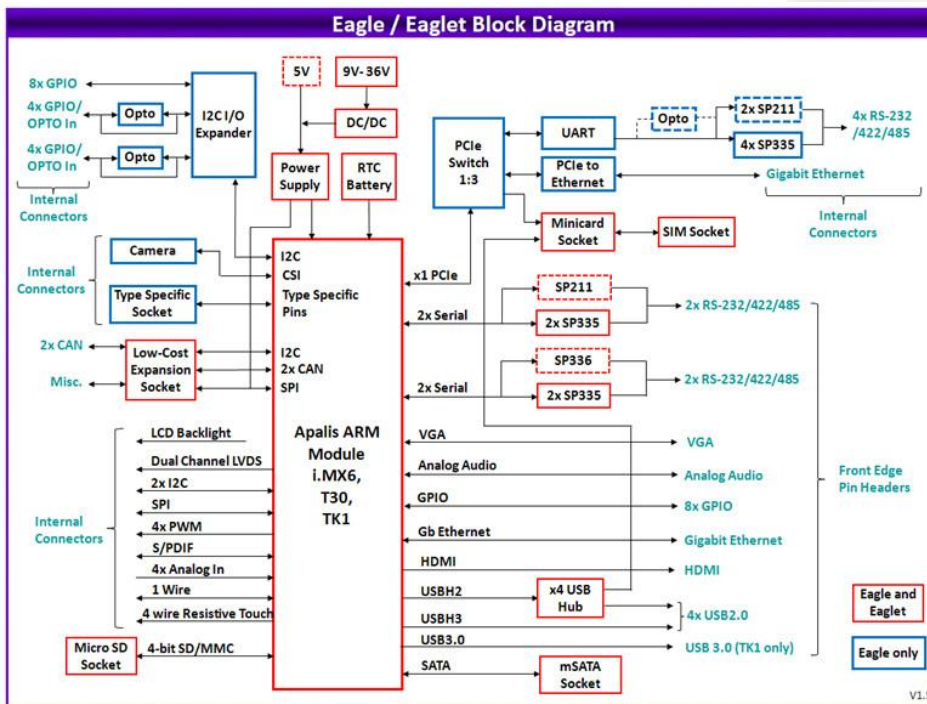 Eagle / Eaglet Block Diagram
8x GPIO
4x GPIO/
OPTO In
Opto
4x GPIO/
OPTO In
Opto
I2C I/O
Expander
Internal
Connectors
5V
9V- 36V
DC/DC
Power
Supply
RTC
Battery
PCIe
Switch
1:3
UART
PCIe to
Ethernet
Opto
2x SP211
4x SP335
4x RS-232
/422/485
Gigabit Ethernet
Internal
Connectors
Minicard
Socket
SIM Socket
Internal
Connectors
Camera
Type Specific
Socket
I2C
CSI
Type Specific
Pins
2x CAN
Misc.
Low-Cost
Expansion
Socket
I2C
2x CAN
SPI
x1 PCIe
2x Serial
SP211
2x SP335
2x RS-232/422/485
2x Serial
SP336
2x SP335
2x RS-232/422/485
Apalis ARM
Module
i.MX6,
T30,
TK1
Internal
Connectors
LCD Backlight
Dual Channel LVDS
2x I2C
SPI
4x PWM
S/PDIF
4x Analog In
1 Wire
4 wire Resistive Touch
Micro SD
Socket
4-bit SD/MMC
VGA
VGA
Analog Audio
Analog Audio
GPIO
8x GPIO
Gb Ethernet
Gigabit Ethernet
HDMI
HDMI
USBH2
x4 USB
Hub
USBH3
4x USB2.0
USB3.0
USB 3.0 (TK1 only)
SATA
mSATA
Socket
Front Edge
Pin Headers
Eagle and
Eaglet
Eagle only